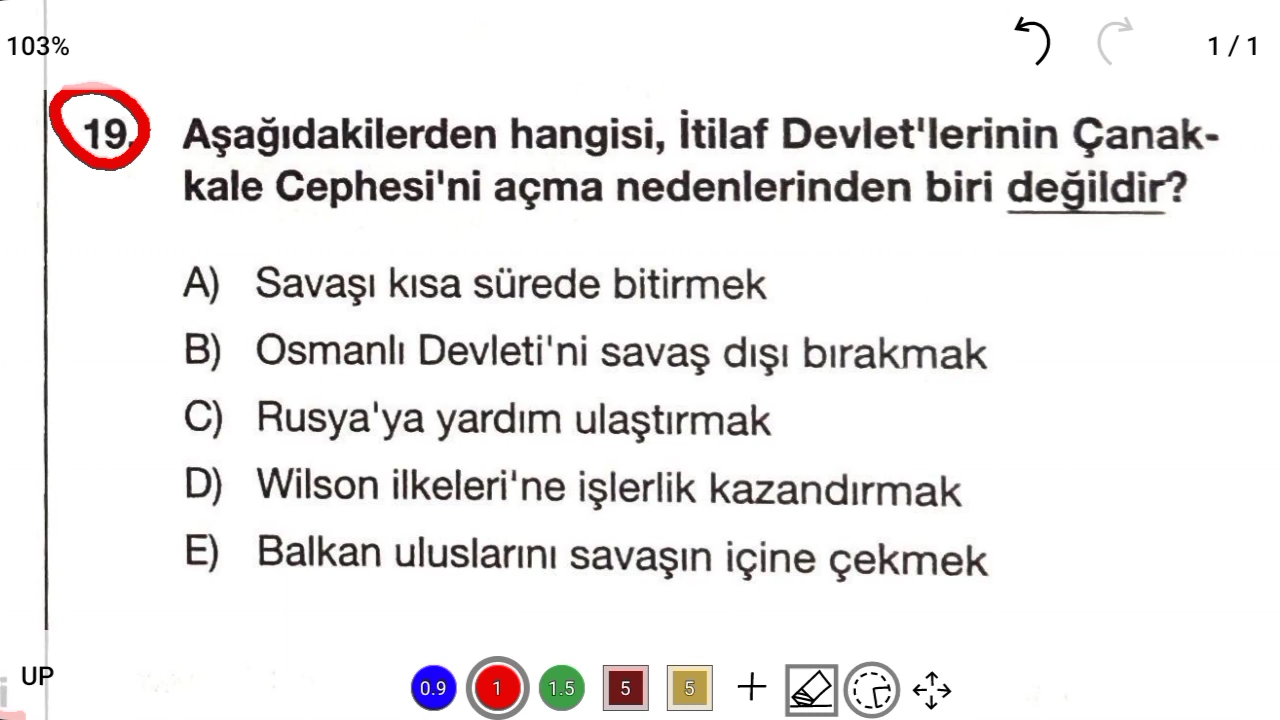 103%
1 / 1
19. Aşağıdakilerden hangisi, İtilaf Devlet'lerinin Çanak-
kale Cephesi'ni açma nedenlerinden biri değildir?
A) Savaşı kısa sürede bitirmek
B) Osmanlı Devleti'ni savaş dışı bırakmak
C) Rusya'ya yardım ulaştırmak
D) Wilson ilkeleri'ne işlerlik kazandırmak
E) Balkan uluslarını savaşın içine çekmek
UP
0.9 1 1.5 5 5